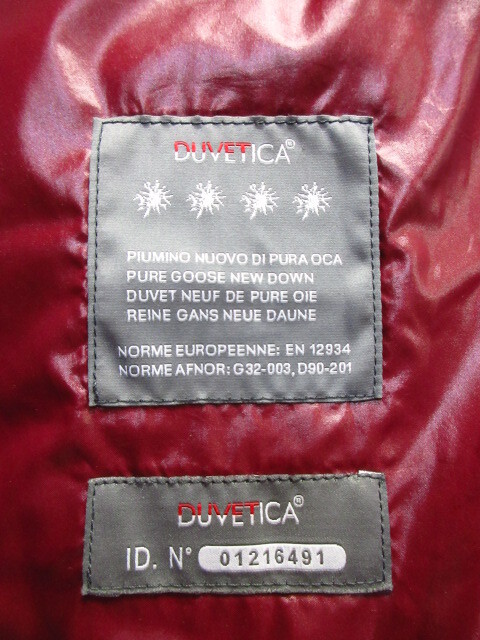 DUVETICA®
PIUMINO NUOVO DI PURA OCA
PURE GOOSE NEW DOWN
DUVET NEUF DE PURE OIE
REINE GANS NEUE DAUNE
NORME EUROPEENNE: EN 12934
NORME AFNOR: G32-003, D90-201
DUVETICA®
ID. N° 01216491